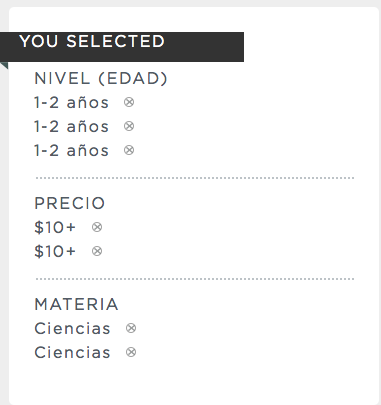 YOU SELECTED
NIVEL (EDAD)
1-2 años
1-2 años
1-2 años
PRECIO
$10+
$10+
MATERIA
Ciencias
Ciencias